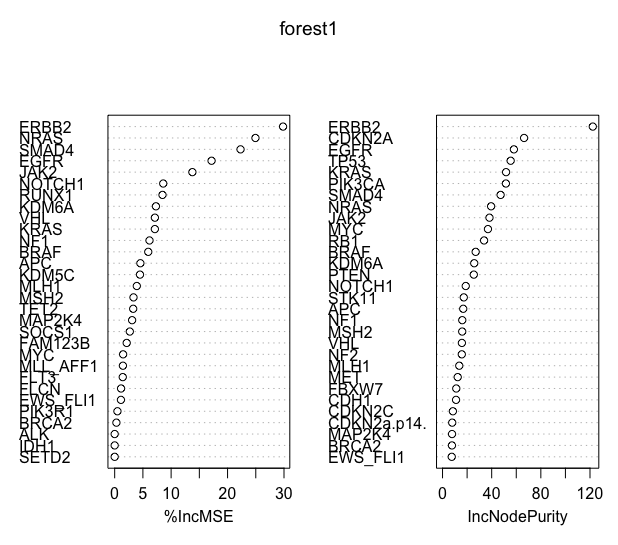 forest1
ERBB2
NRAS
SMAD4
EGFR
JAK2
NOTCH1
RUNX1
KDM6A
VHL
KRAS
NF1
BRAF
APC
KDM5C
MLH1
MSH2
TET2
MAP2K4
SOCS1
FAM123B
MYC
MLL_AFF1
FLT3
FLCN
EWS_FLI1
PIK3R1
BRCA2
ALK
IDH1
SETD2
0 5 10 20 30
%IncMSE
ERBB2
CDKN2A
EGFR
TP53
KRAS
PIK3CA
SMAD4
NRAS
JAK2
MYC
RB1
BRAF
KDM6A
PTEN
NOTCH1
STK11
APC
NF1
MSH2
VHL
NF2
MLH1
MET
FBXW7
CDH1
CDKN2C
CDKN2a.p14.
MAP2K4
BRCA2
EWS_FLI1
0 40 80 120
IncNodePurity